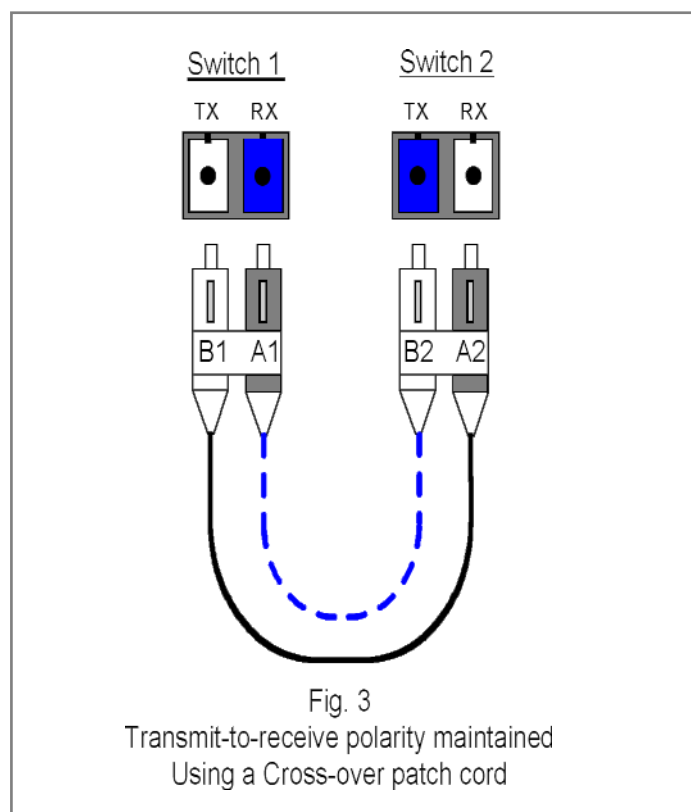 Switch 1 Switch 2
TX RX TX RX
B1 A1 B2 A2
Fig. 3
Transmit-to-receive polarity maintained
Using a Cross-over patch cord